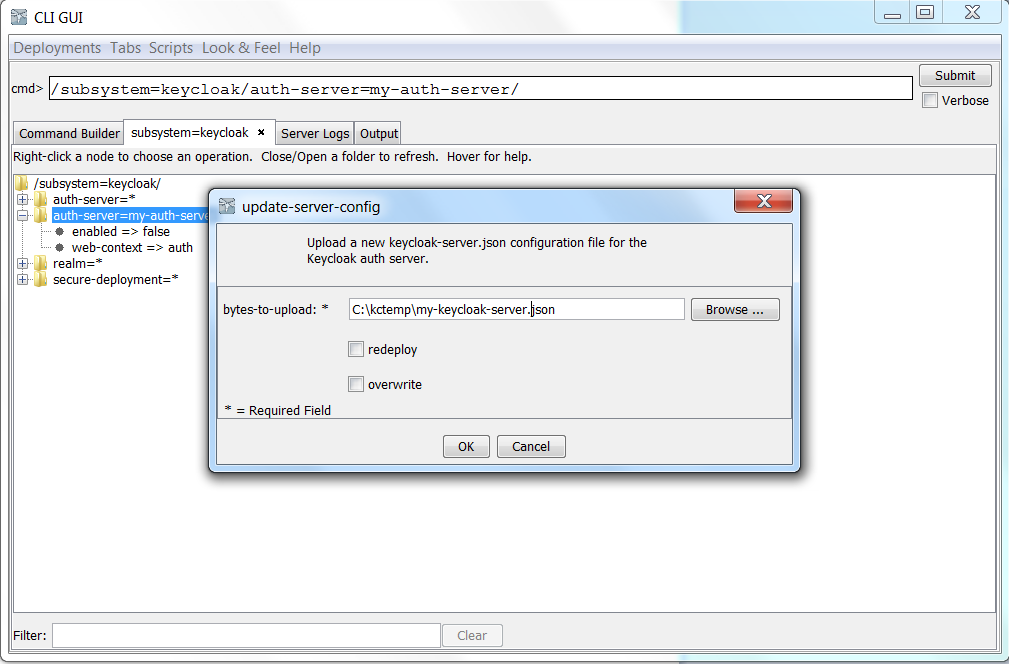 CLI GUI
Deployments Tabs Scripts Look & Feel Help
cmd> /subsystem=keycloak/auth-server=my-auth-server/
Submit
Verbose
Command Builder subsystem=keycloak × Server Logs Output
Right-click a node to choose an operation. Close/Open a folder to refresh. Hover for help.
/subsystem=keycloak/
auth-server=*
auth-server=my-auth-serve
enabled => false
web-context => auth
realm=*
secure-deployment=*
update-server-config
Upload a new keycloak-server.json configuration file for the
Keycloak auth server.
bytes-to-upload: * C:\kctemp\my-keycloak-server.json Browse ...
redeploy
overwrite
* = Required Field
OK Cancel
Filter: Clear